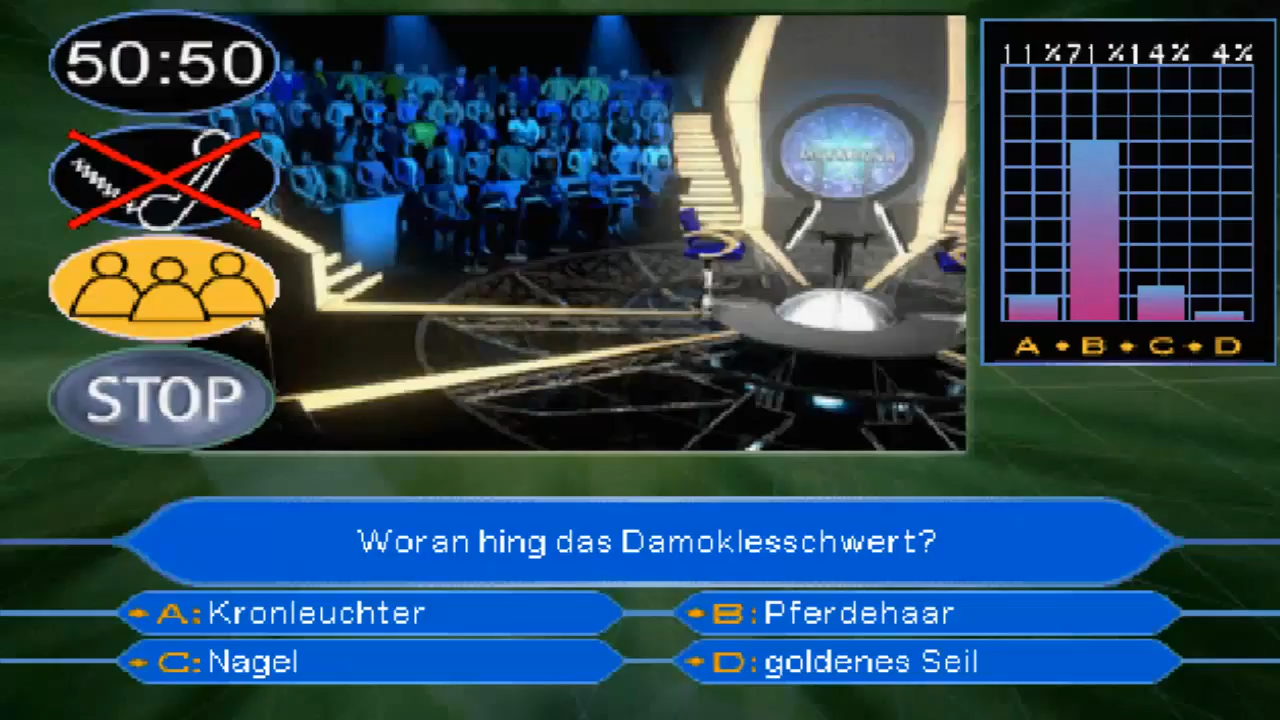 50:50
11%71%14% 4%
STOP
A B C D
Woran hing das Damoklesschwert?
A: Kronleuchter
B: Pferdehaar
C: Nagel
D: goldenes Seil